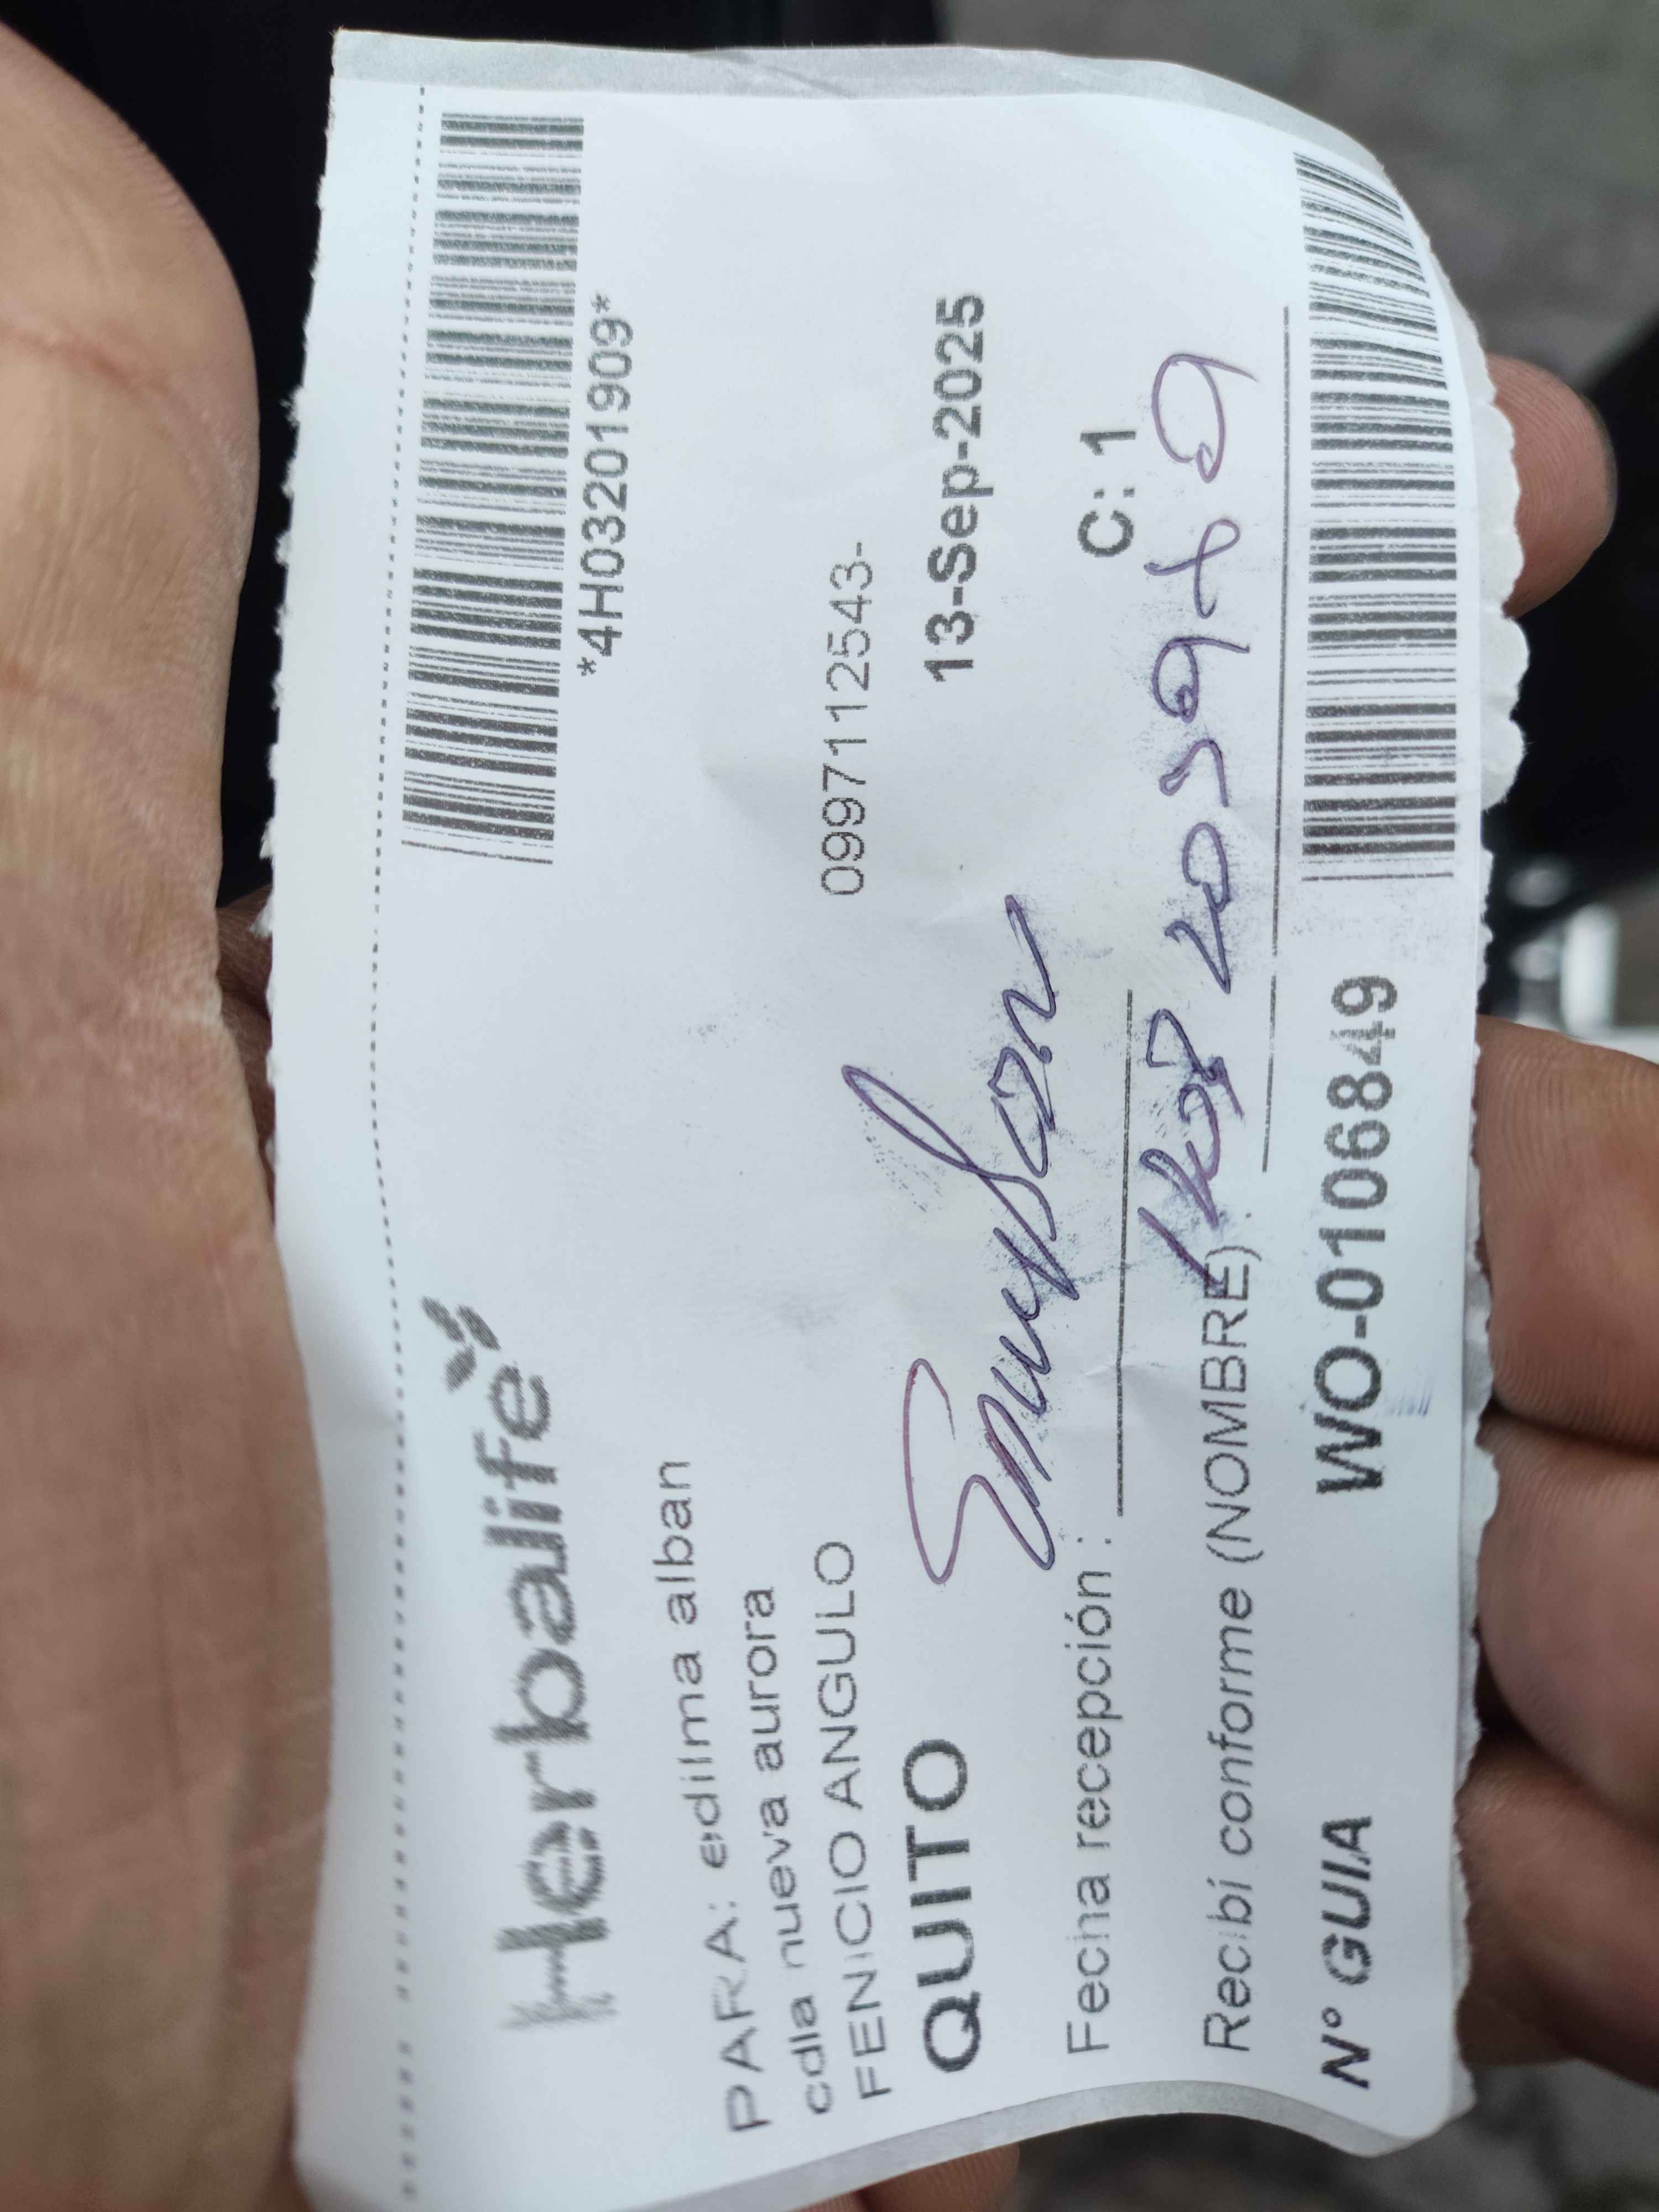 Herbalife
*4H03201909*
PARA: edilma alban
cdla nueva aurora
FENICIO ANGULO
0997112543-
QUITO
13-Sep-2025
Fecha recepción :
C: 1
Recibí conforme (NOMBRE) :
Nº GUIA
WO-0106849